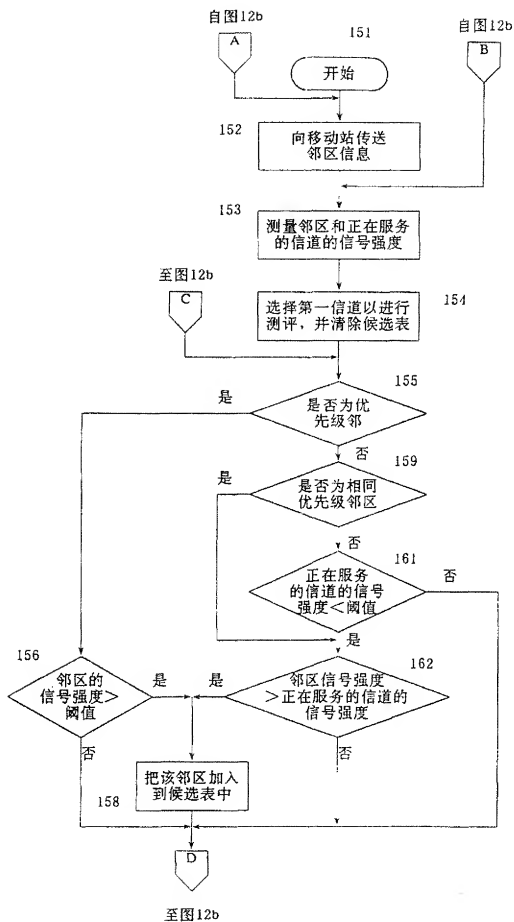 自图12b
A
151
自图12b
B
开始
152
向移动站传送
邻区信息
153
测量邻区和正在服务
的信道的信号强度
至图12b
C
154
选择第一信道以进行
测评，并清除候选表
155
是
是否为优
先级邻
否
159
是
是否为相同
优先级邻区
否
161
正在服务
的信道的信号
强度<阈值
否
是
156
邻区的
信号强度>
阈值
是
否
162
是
邻区信号强度
>正在服务的信道的
信号强度
否
把该邻区加入
到候选表中
158
D
至图12b